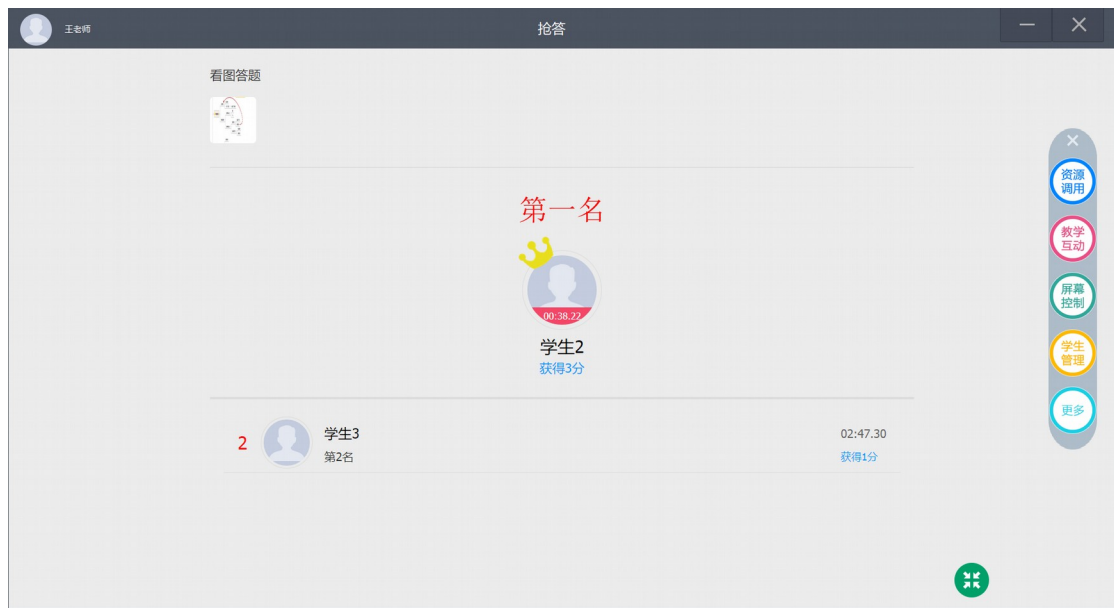 王老师
抢答
看图答题
第一名
00:38.22
学生2
获得3分
2
学生3
第2名
02:47.30
获得1分
资源
调用
教学
互动
屏幕
控制
学生
管理
更多